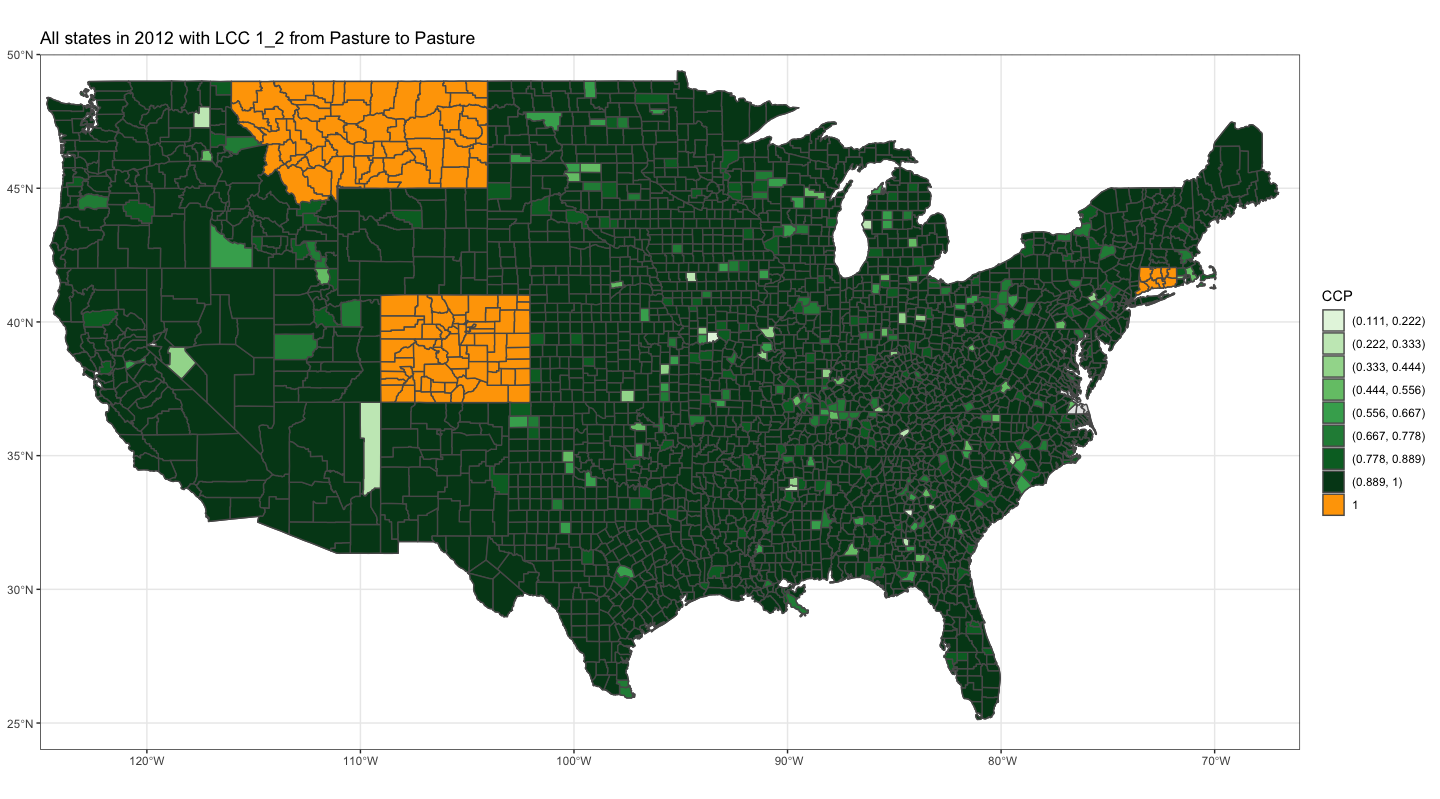 All states in 2012 with LCC 1_2 from Pasture to Pasture
50°N
45°N
40°N
35°N
30°N
25°N
120°W
110°W
100°W
90°W
80°W
70°W
CCP
(0.111, 0.222)
(0.222, 0.333)
(0.333, 0.444)
(0.444, 0.556)
(0.556, 0.667)
(0.667, 0.778)
(0.778, 0.889)
(0.889, 1)
1